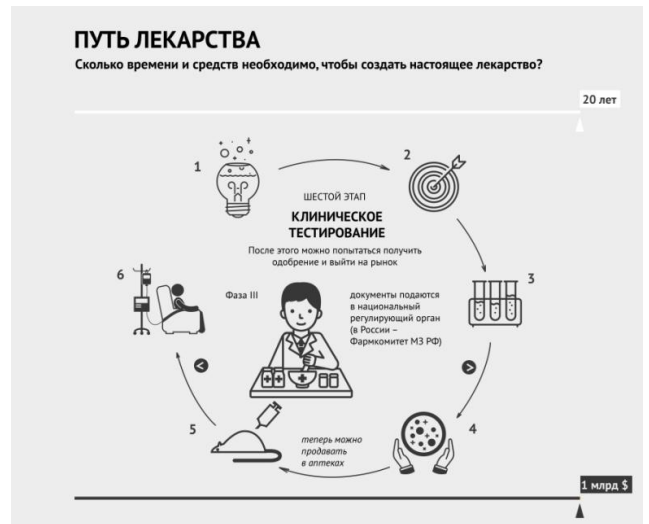 ПУТЬ ЛЕКАРСТВА
Сколько времени и средств необходимо, чтобы создать настоящее лекарство?
20 лет
1
2
ШЕСТОЙ ЭТАП
КЛИНИЧЕСКОЕ
ТЕСТИРОВАНИЕ
После этого можно попытаться получить
одобрение и выйти на рынок
6
3
Фаза III
документы подаются
в национальный
регулирующий орган
(в России –
Фармкомитет МЗ РФ)
5
4
теперь можно
продавать
в аптеках
1 млрд $